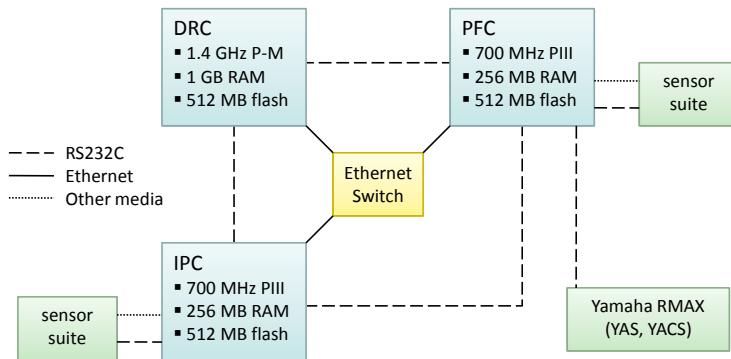 DRC
▪ 1.4 GHz P-M
▪ 1 GB RAM
▪ 512 MB flash
PFC
▪ 700 MHz PIII
▪ 256 MB RAM
▪ 512 MB flash
sensor
suite
RS232C
Ethernet
Other media
Ethernet
Switch
IPC
▪ 700 MHz PIII
▪ 256 MB RAM
▪ 512 MB flash
sensor
suite
Yamaha RMAX
(YAS, YACS)